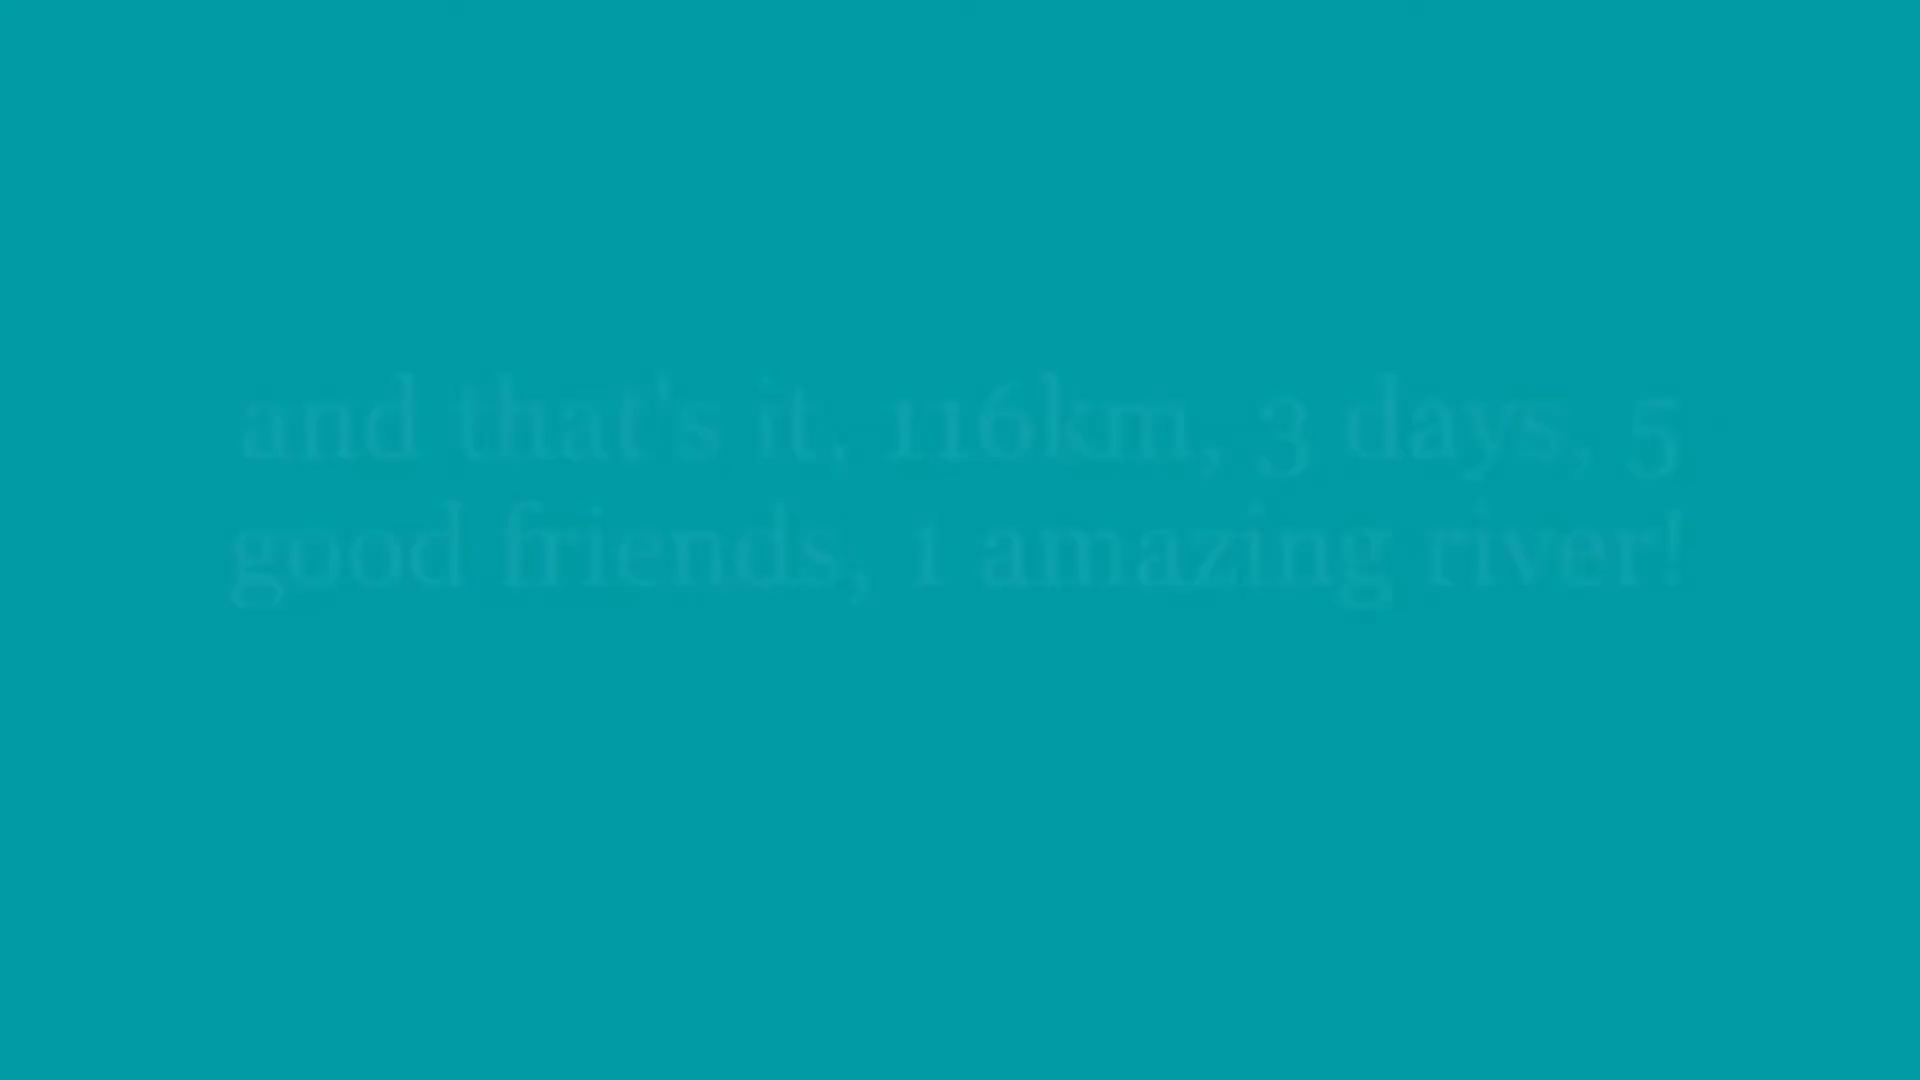 and that's it. 116km, 3 days, 5
good friends, 1 amazing river!